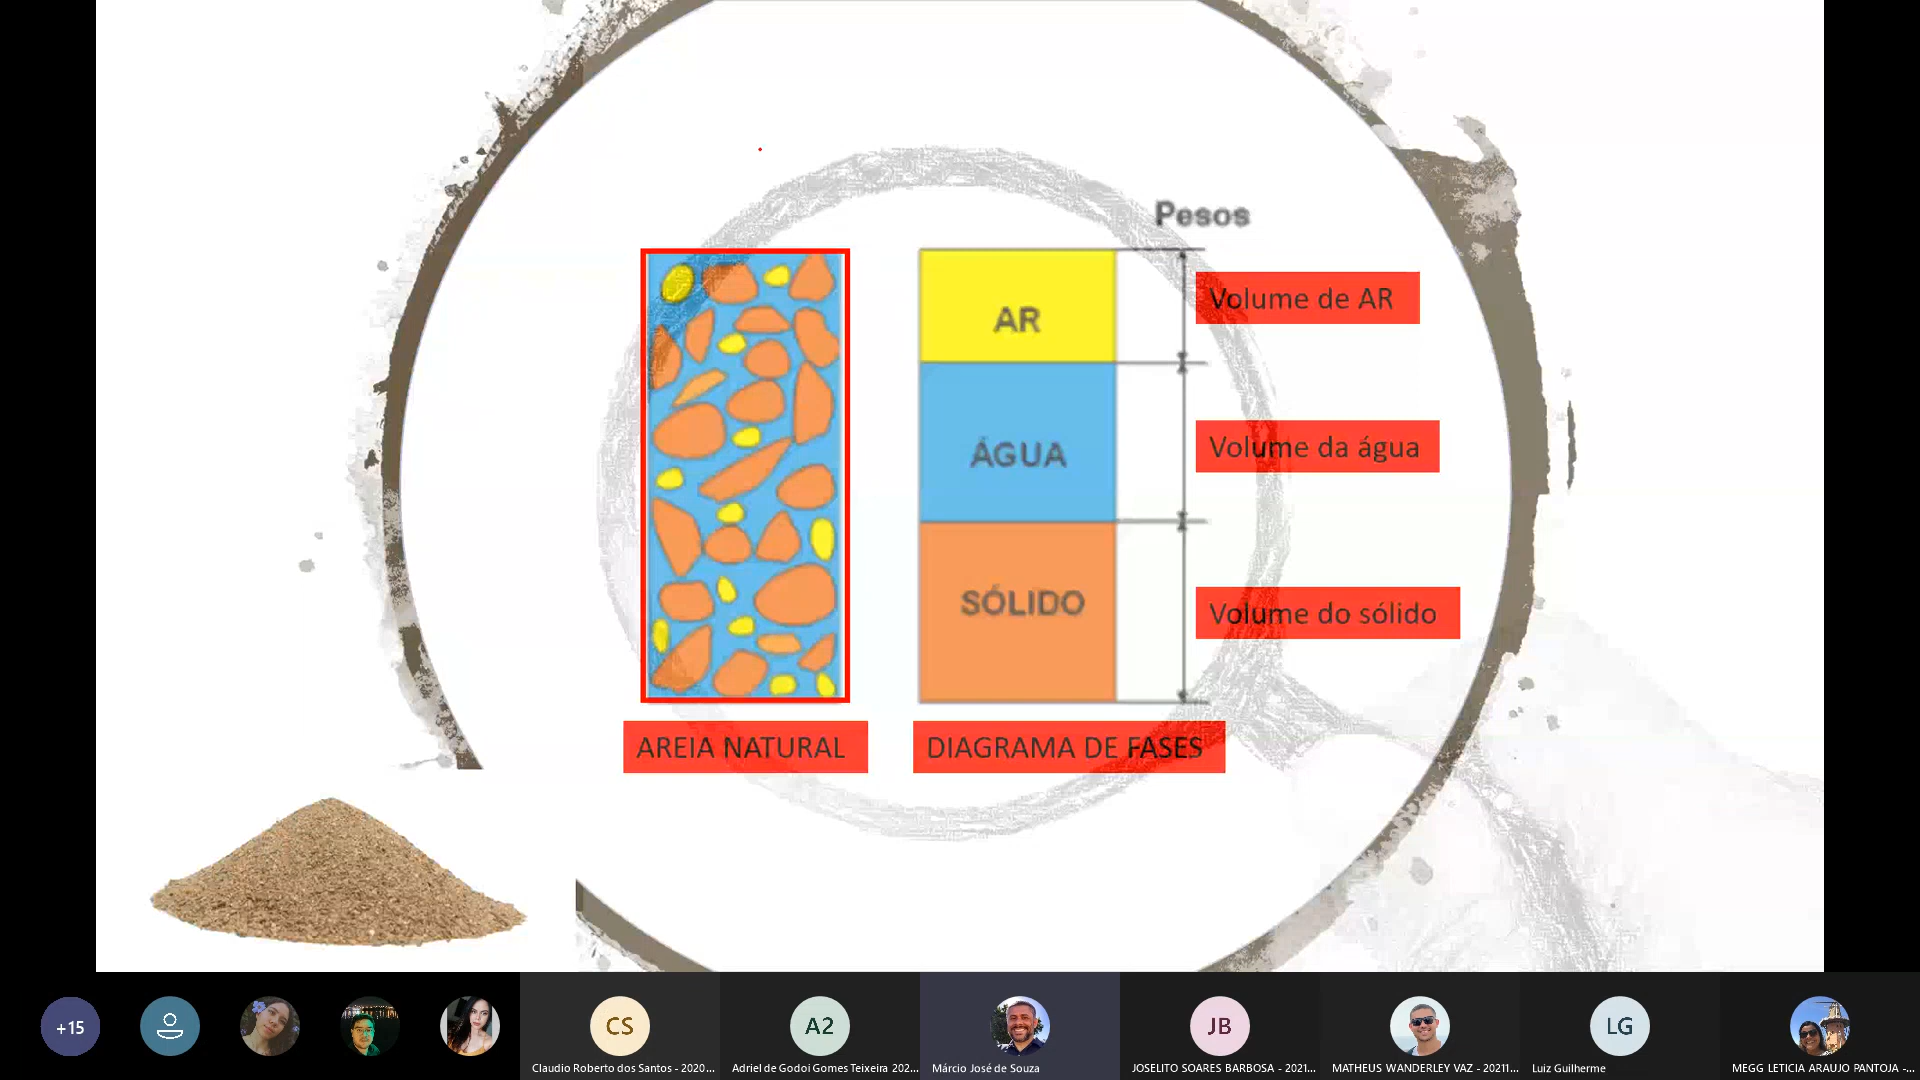 Pesos
AR
Volume de AR
ÁGUA
Volume da água
SÓLIDO
Volume do sólido
AREIA NATURAL
DIAGRAMA DE FASES
+15
CS
A2
JB
LG
Claudio Roberto dos Santos - 2020...
Adriel de Godoi Gomes Teixeira 202...
Márcio José de Souza
JOSELITO SOARES BARBOSA - 2021...
MATHEUS WANDERLEY VAZ - 20211...
Luiz Guilherme
MEGG LETICIA ARAUJO PANTOJA -...